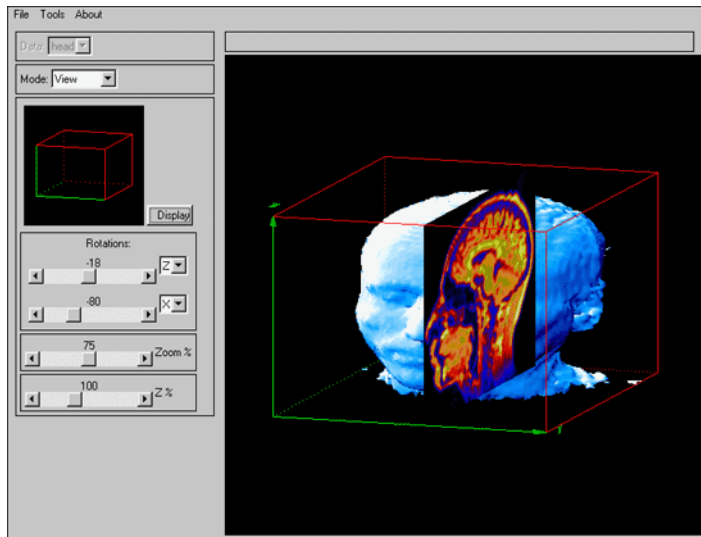 File Tools About
Data: head
Mode: View
Display
Rotations:
-18
Z
-80
X
75
Zoom %
100
Z %